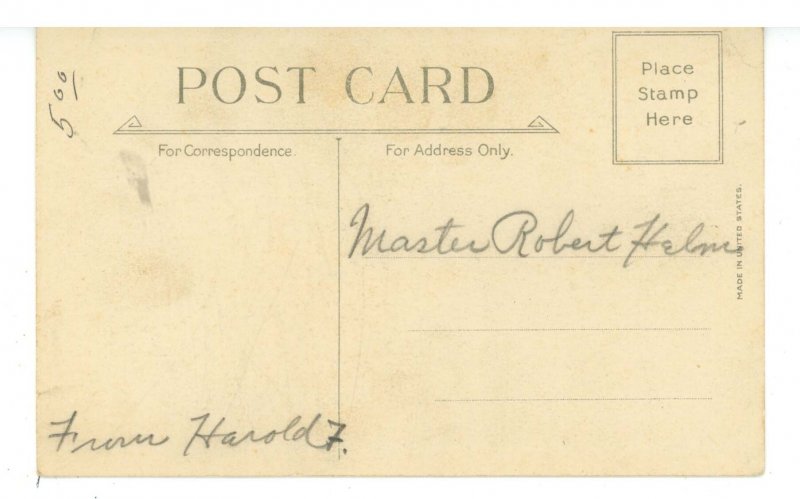 5 00
POST CARD
Place
Stamp
Here
For Correspondence.
For Address Only.
Master Robert Helm
MADE IN UNITED STATES.
From Harold F.